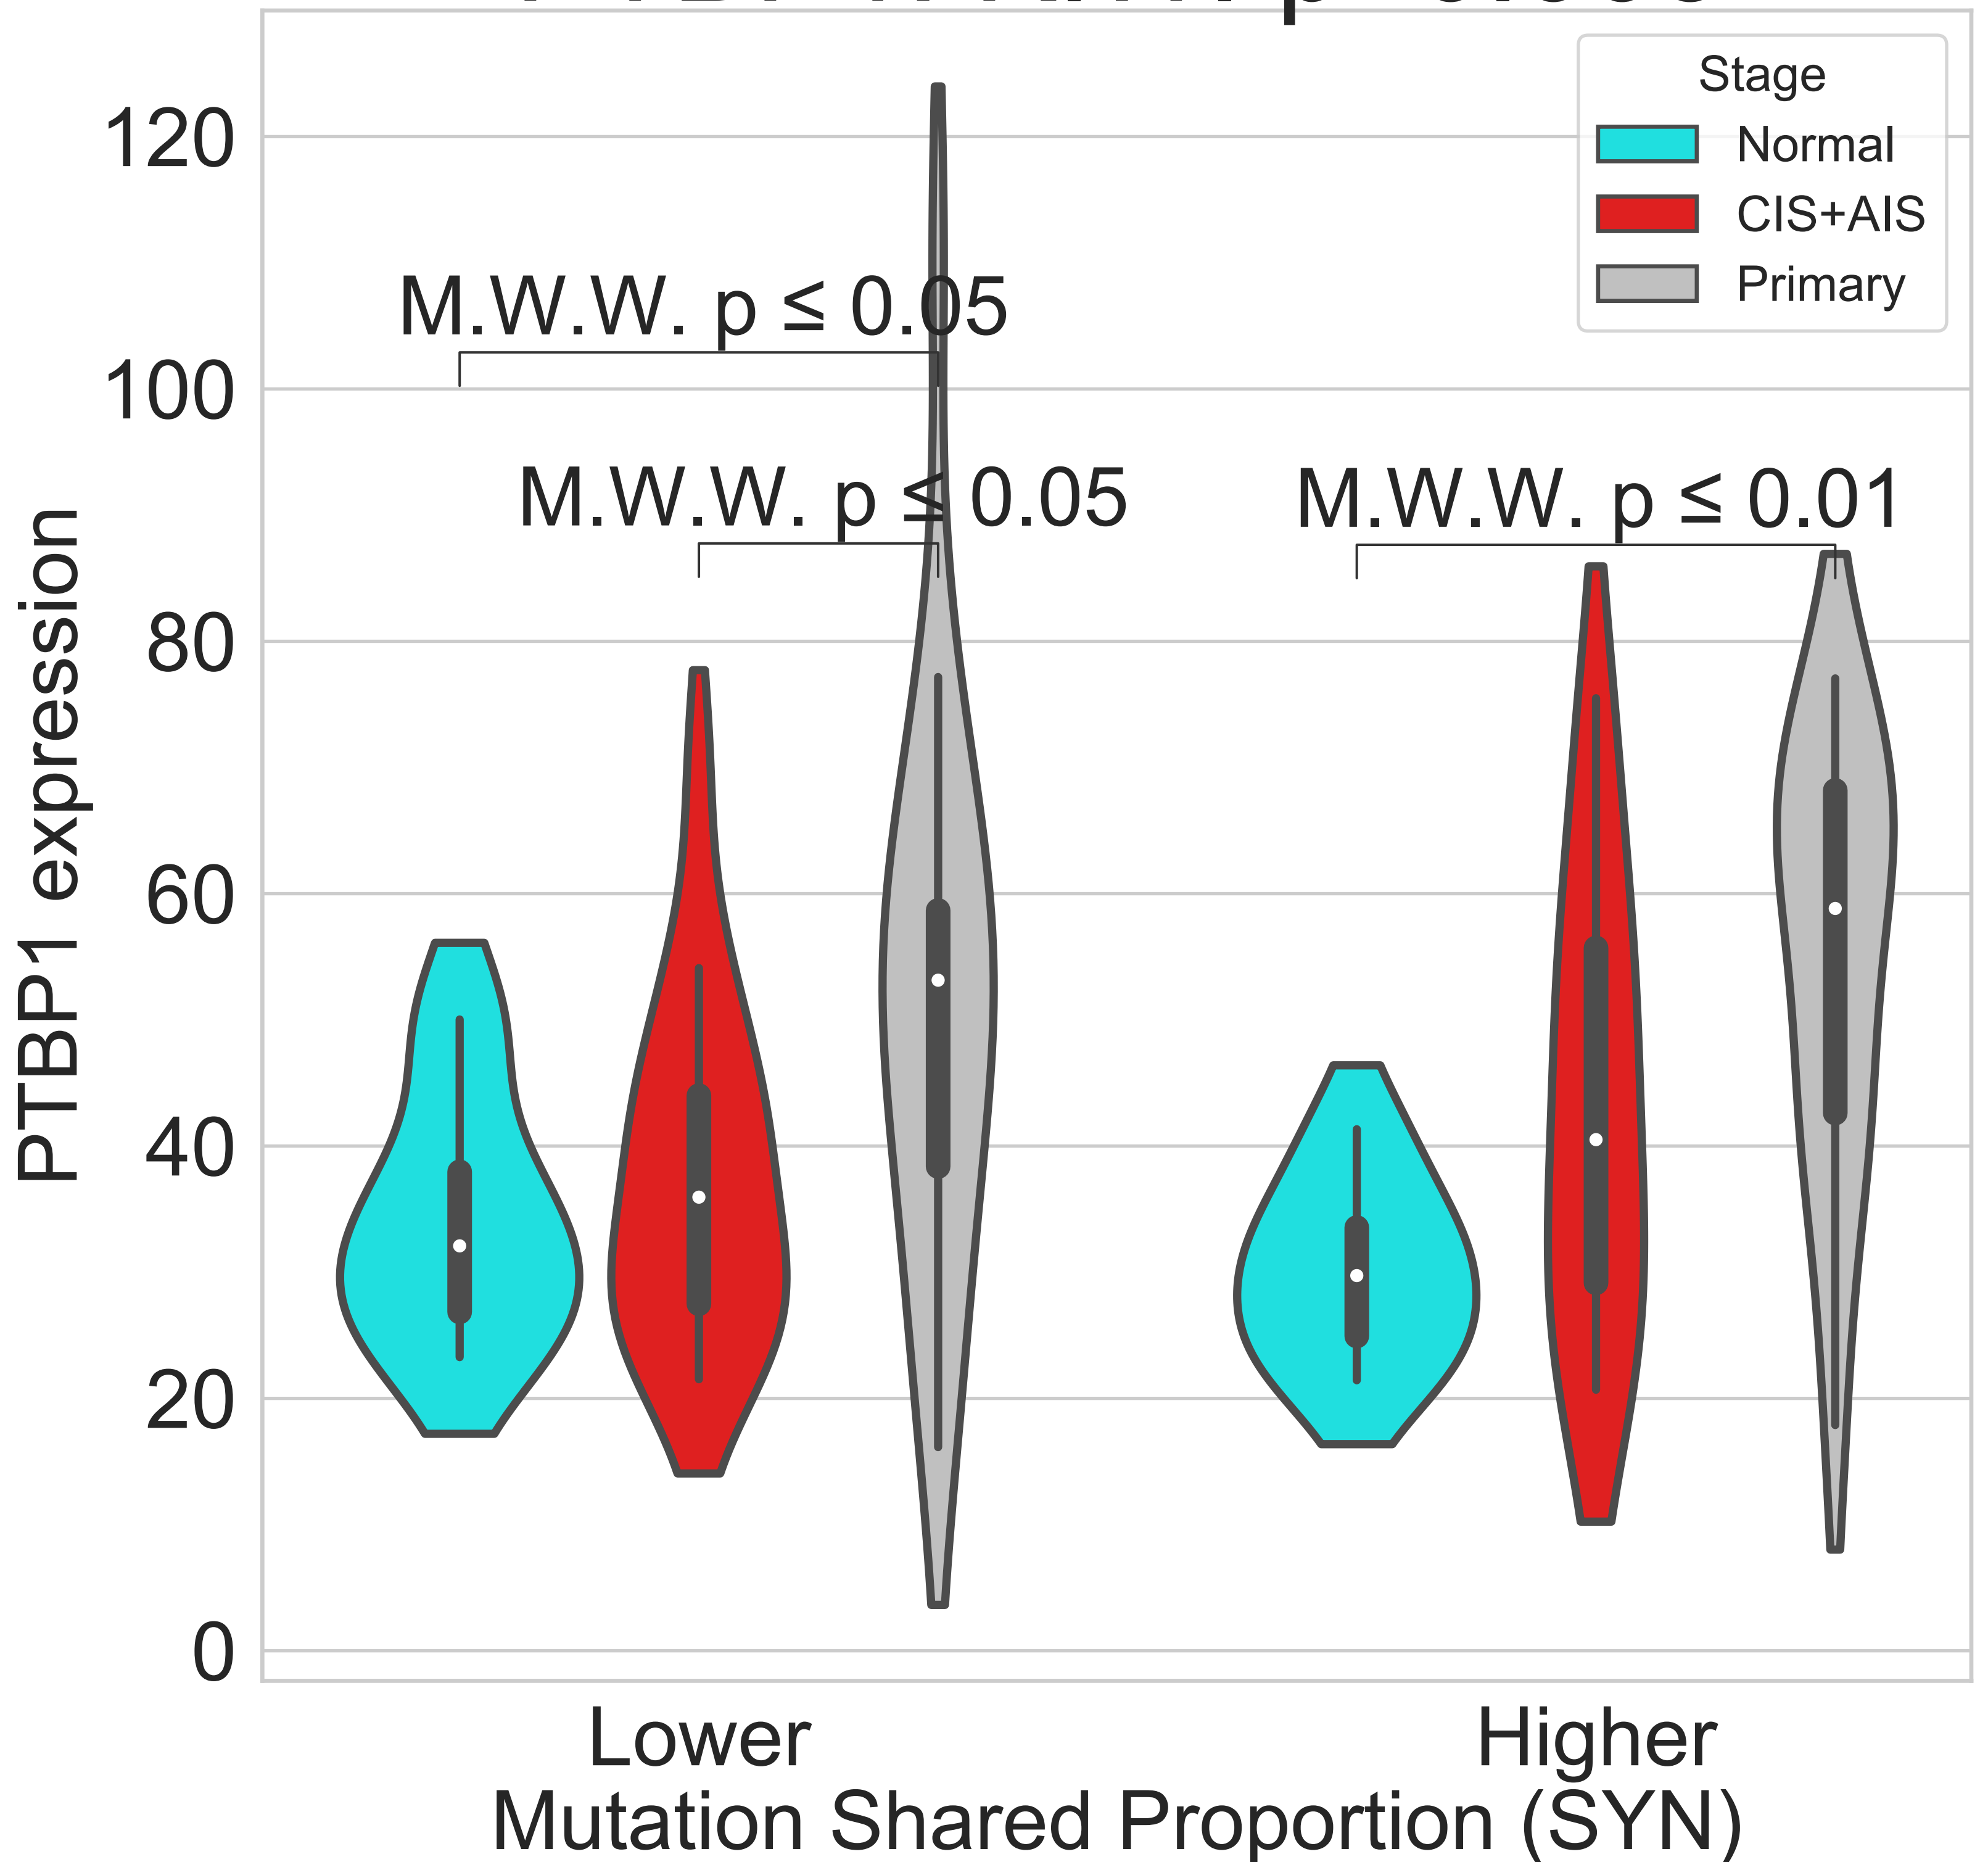 Stage
Normal
CIS+AIS
Primary
120
100
80
60
40
20
0
PTBP1 expression
M.W.W. p ≤ 0.05
M.W.W. p ≤ 0.05
M.W.W. p ≤ 0.01
Lower
Higher
Mutation Shared Proportion (SYN)